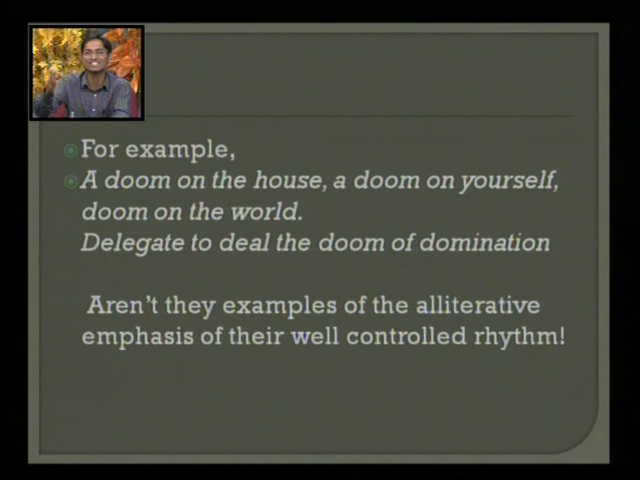 For example,
A doom on the house, a doom on yourself,
doom on the world.
Delegate to deal the doom of domination
Aren't they examples of the alliterative
emphasis of their well controlled rhythm!